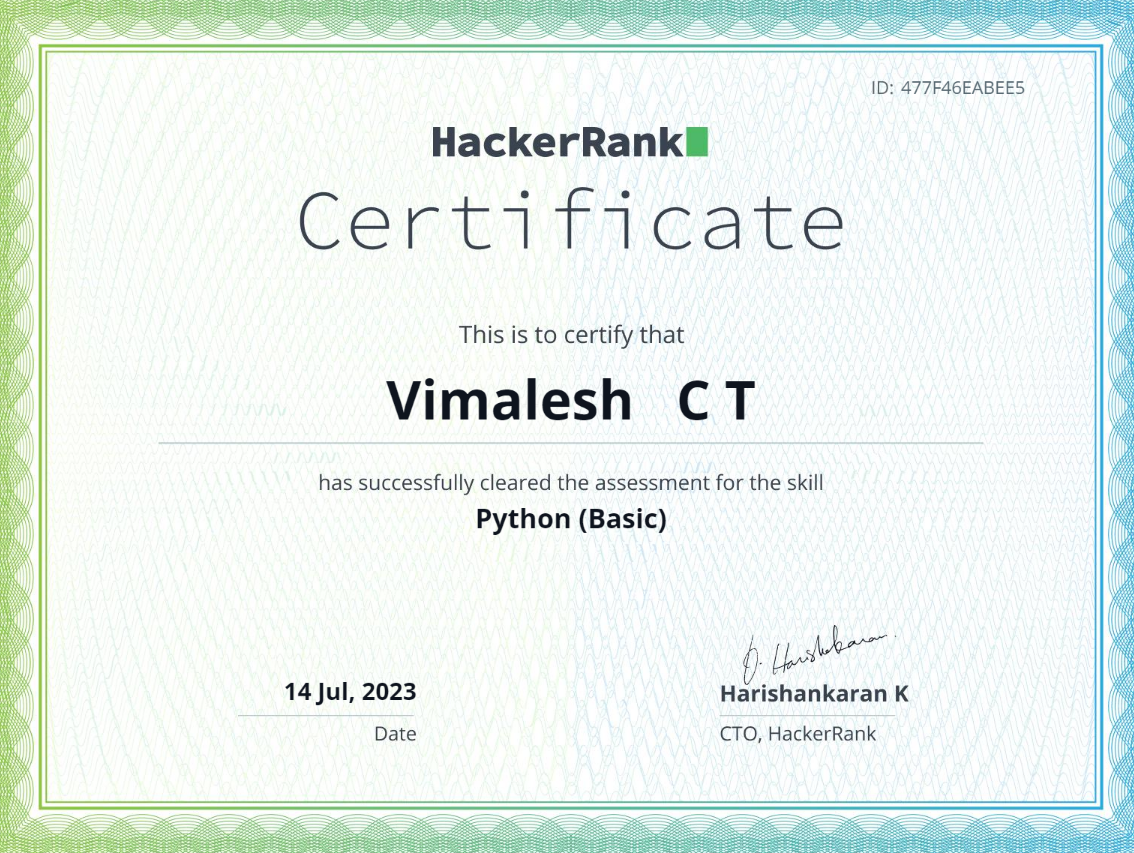 ID: 477F46EABEE5
HackerRank
Certificate
This is to certify that
Vimalesh C T
has successfully cleared the assessment for the skill
Python (Basic)
14 Jul, 2023
Date
Harishankaran K
CTO, HackerRank